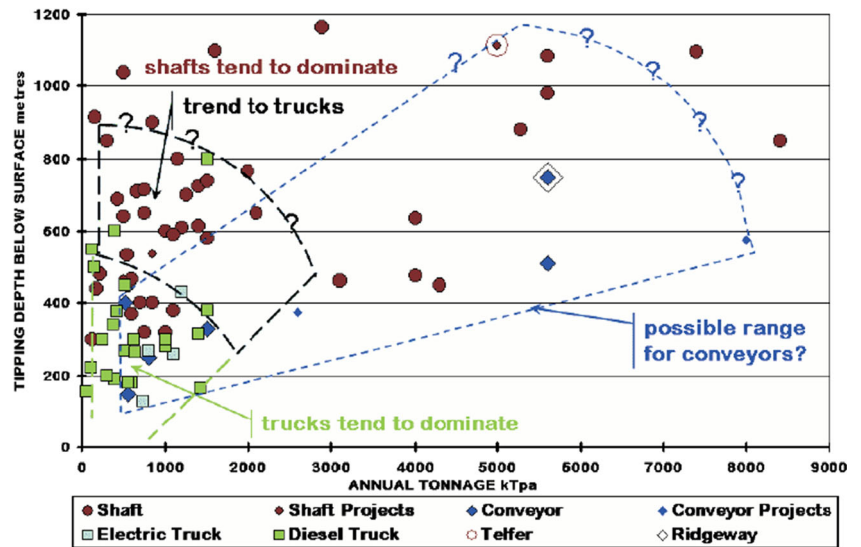 1200
1000
800
600
400
200
0
TIPPING DEPTH BELOW SURFACE metres
shafts tend to dominate
trend to trucks
?
?
?
?
?
?
?
?
possible range
for conveyors?
trucks tend to dominate
0 1000 2000 3000 4000 5000 6000 7000 8000 9000
ANNUAL TONNAGE kTpa
Shaft Shaft Projects Conveyor Conveyor Projects
Electric Truck Diesel Truck Telfer Ridgeway